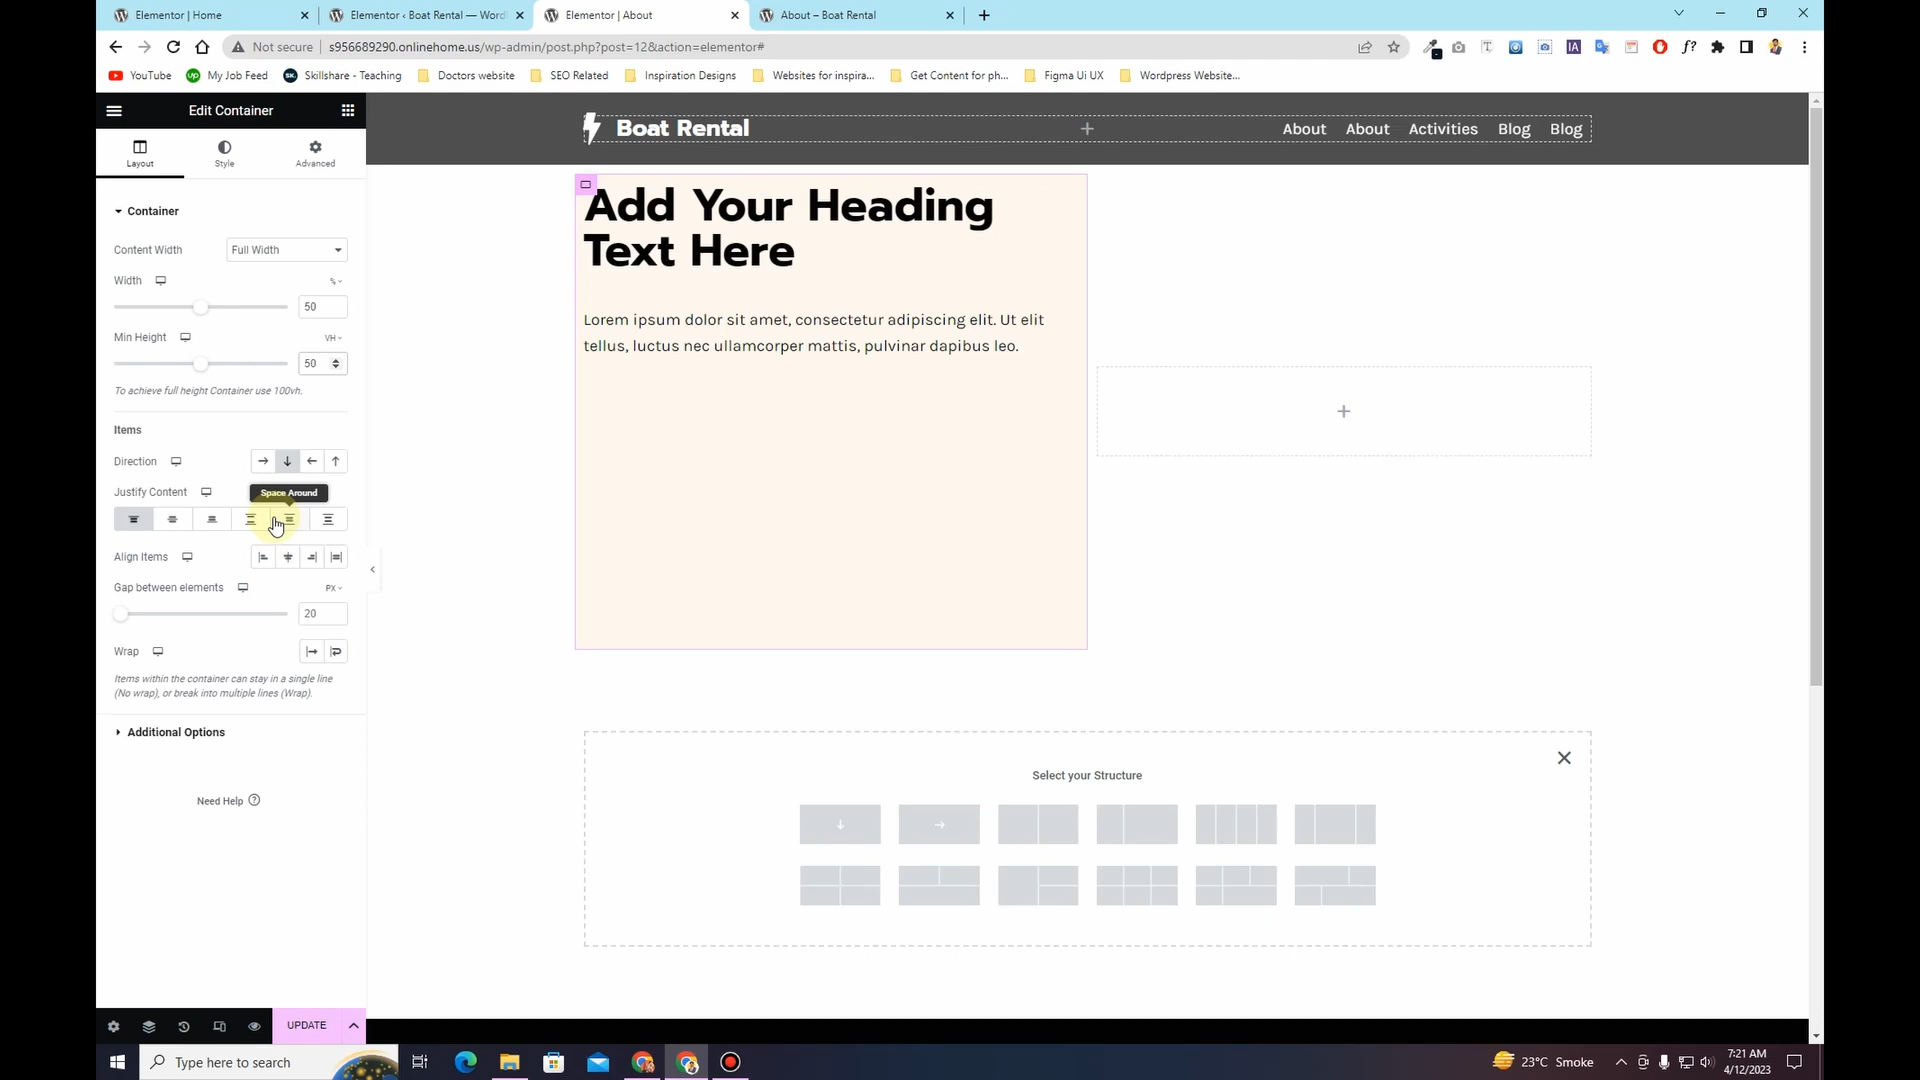 Elementor | Home
Elementor ‹ Boat Rental — WordP
Elementor | About
About – Boat Rental
Not secure
s956689290.onlinehome.us/wp-admin/post.php?post=12&action=elementor#
YouTube
My Job Feed
Skillshare - Teaching
Doctors website
SEO Related
Inspiration Designs
Websites for inspira...
Get Content for ph...
Figma Ui UX
Wordpress Website...
Edit Container
Layout
Style
Advanced
Container
Content Width
Full Width
Width
%
50
Min Height
VH
50
To achieve full height Container use 100vh.
Items
Direction
Justify Content
Space Around
Align Items
Gap between elements
PX
20
Wrap
Items within the container can stay in a single line
(No wrap), or break into multiple lines (Wrap).
Additional Options
Need Help
UPDATE
Boat Rental
About
About
Activities
Blog
Blog
Add Your Heading
Text Here
Lorem ipsum dolor sit amet, consectetur adipiscing elit. Ut elit
tellus, luctus nec ullamcorper mattis, pulvinar dapibus leo.
Select your Structure
Type here to search
23°C Smoke
7:21 AM
4/12/2023